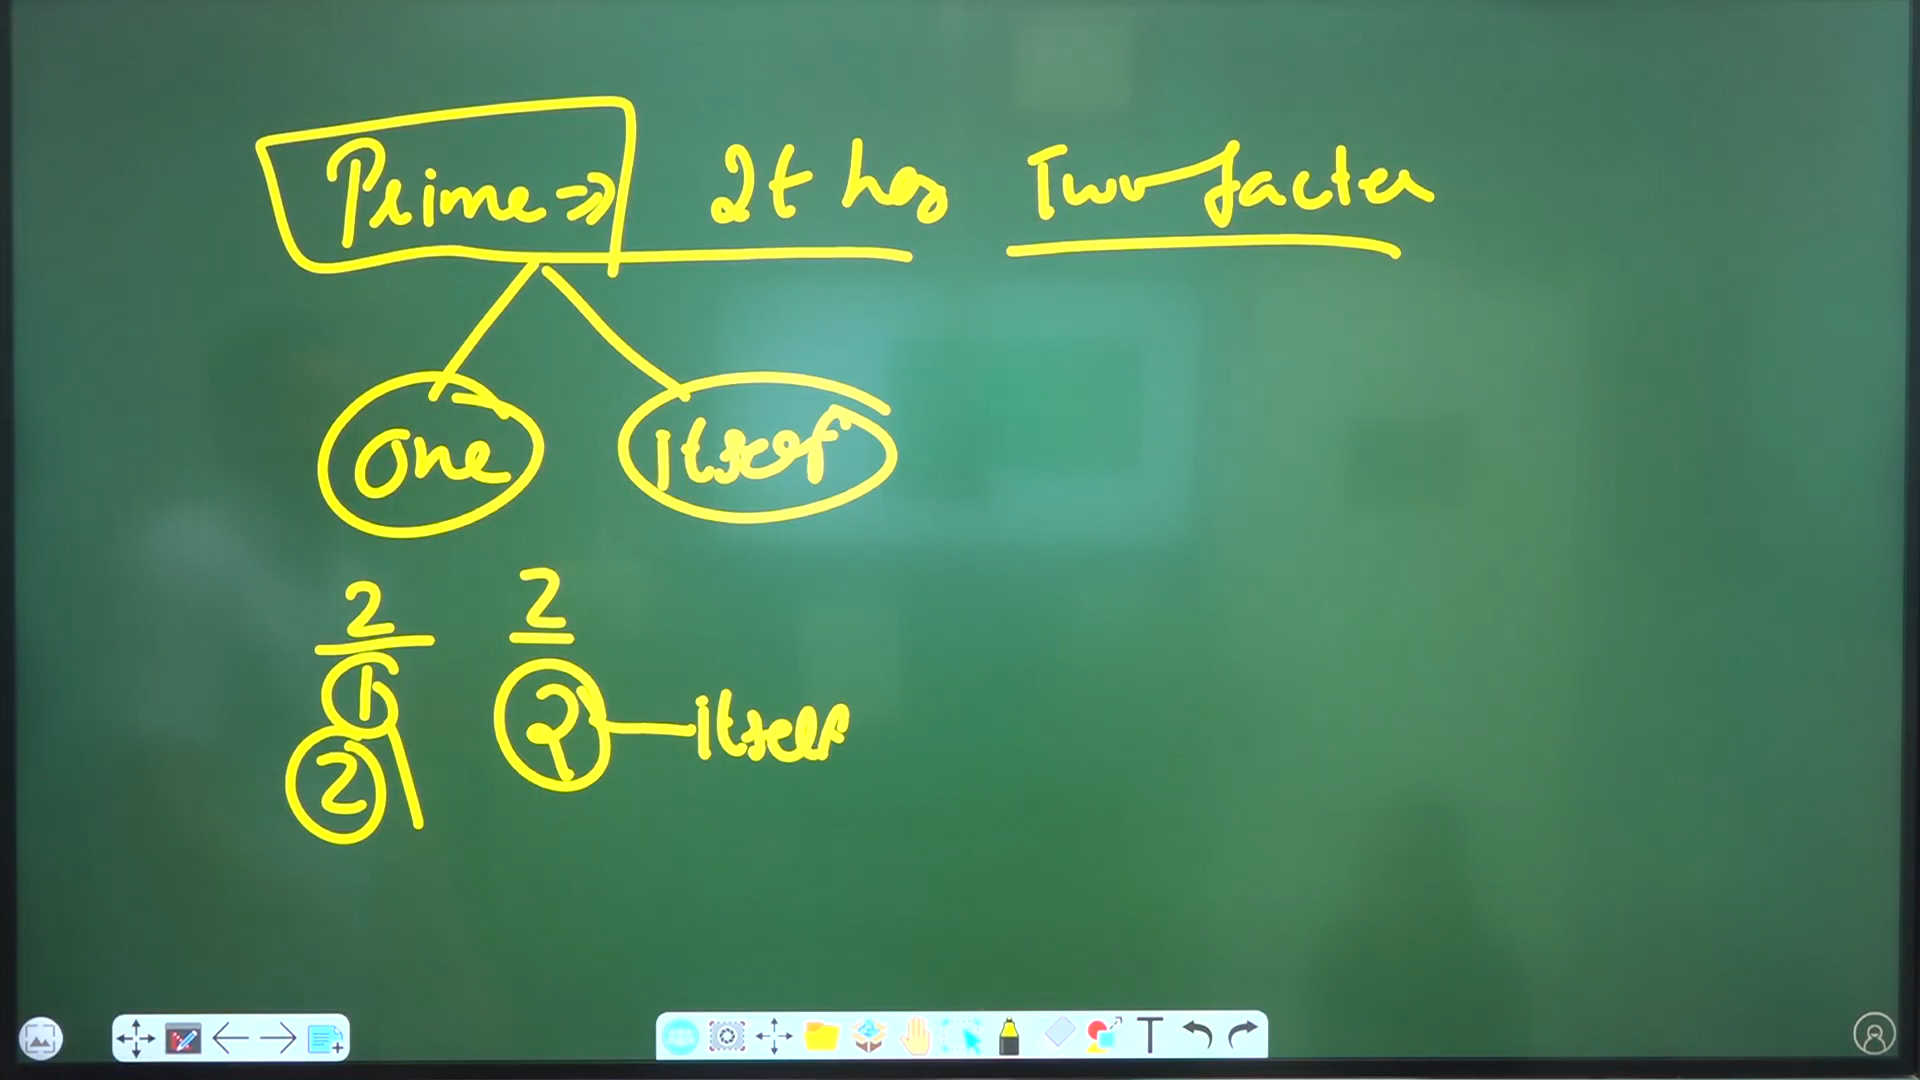 Prime => It has Two factor
one itself
2 2
1 2 itself
2
T